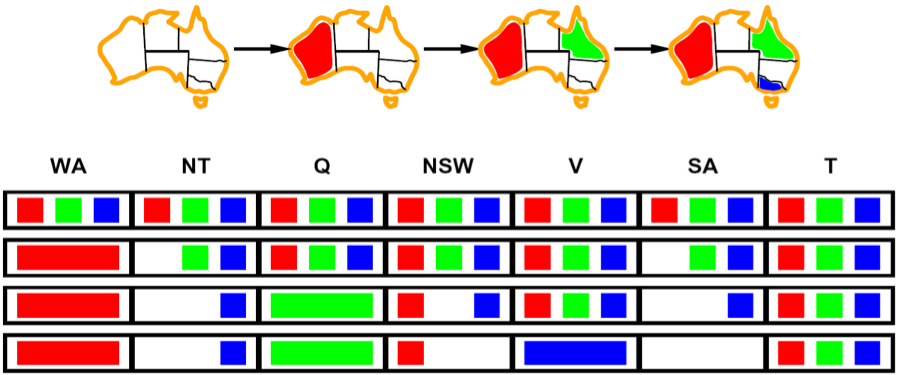 WA NT Q NSW V SA T